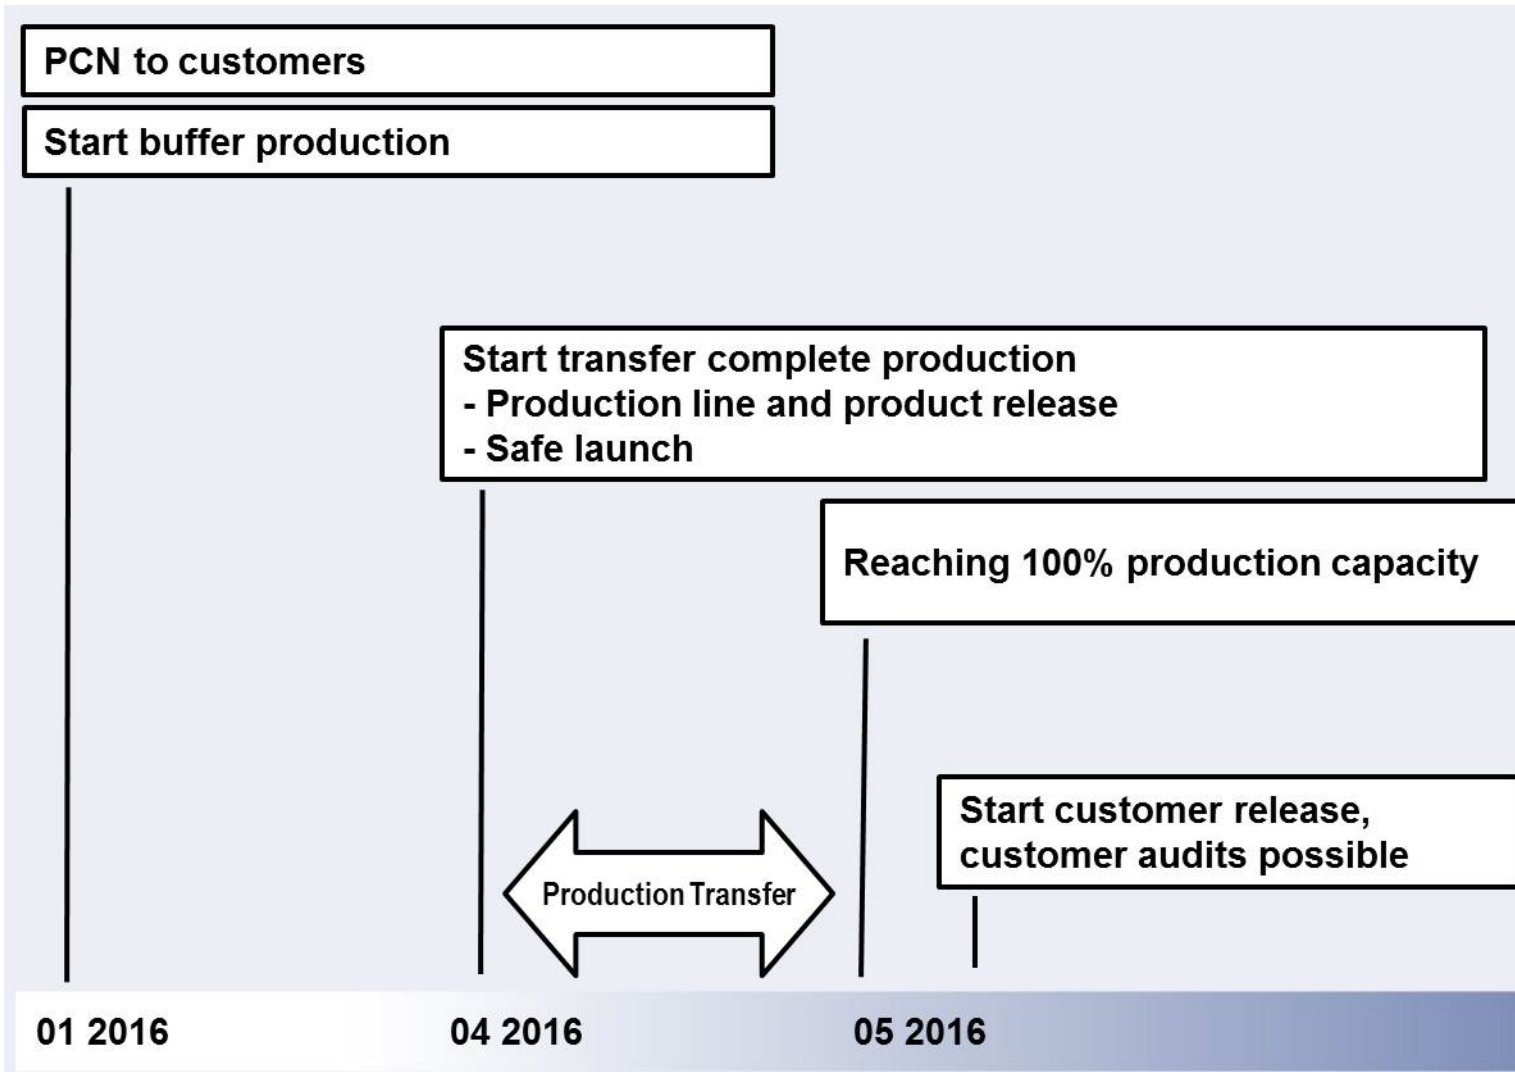 PCN to customers
Start buffer production
Start transfer complete production
- Production line and product release
- Safe launch
Reaching 100% production capacity
Start customer release,
customer audits possible
Production Transfer
01 2016
04 2016
05 2016